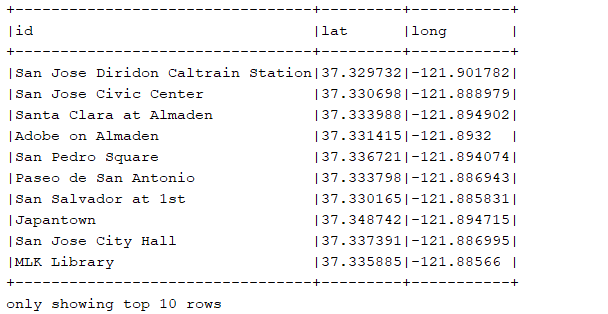 +---------------------------------+---------+-----------+
|id                               |lat      |long       |
+---------------------------------+---------+-----------+
|San Jose Diridon Caltrain Station|37.329732|-121.901782|
|San Jose Civic Center            |37.330698|-121.888979|
|Santa Clara at Almaden           |37.333988|-121.894902|
|Adobe on Almaden                 |37.331415|-121.8932  |
|San Pedro Square                 |37.336721|-121.894074|
|Paseo de San Antonio             |37.333798|-121.886943|
|San Salvador at 1st              |37.330165|-121.885831|
|Japantown                        |37.348742|-121.894715|
|San Jose City Hall               |37.337391|-121.886995|
|MLK Library                      |37.335885|-121.88566 |
+---------------------------------+---------+-----------+
only showing top 10 rows